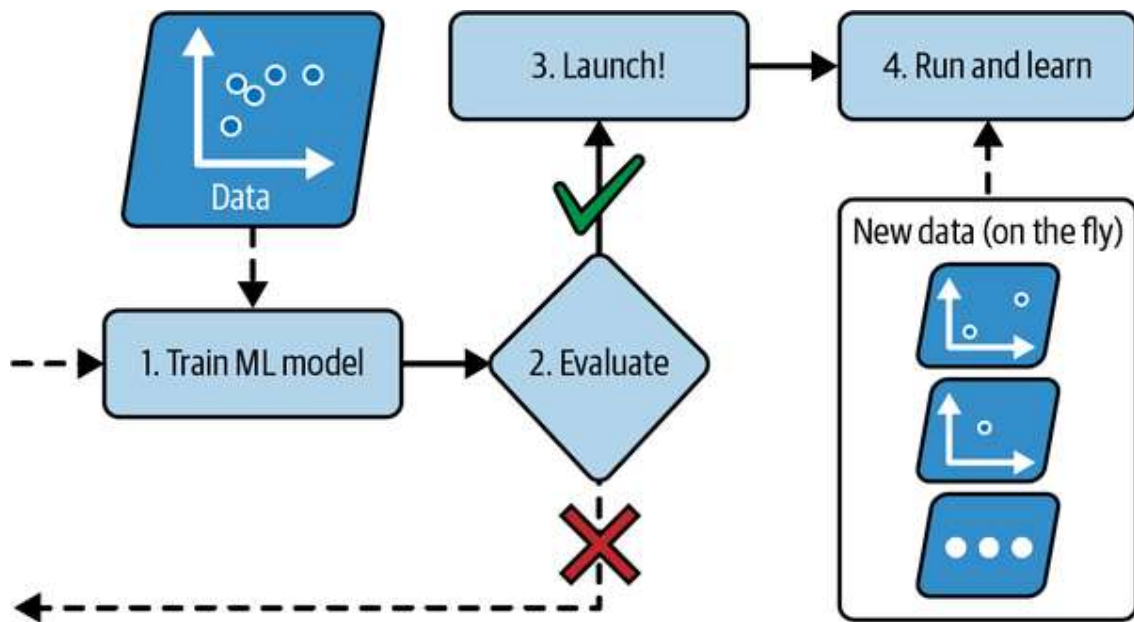 Data
1. Train ML model
2. Evaluate
3. Launch!
4. Run and learn
New data (on the fly)